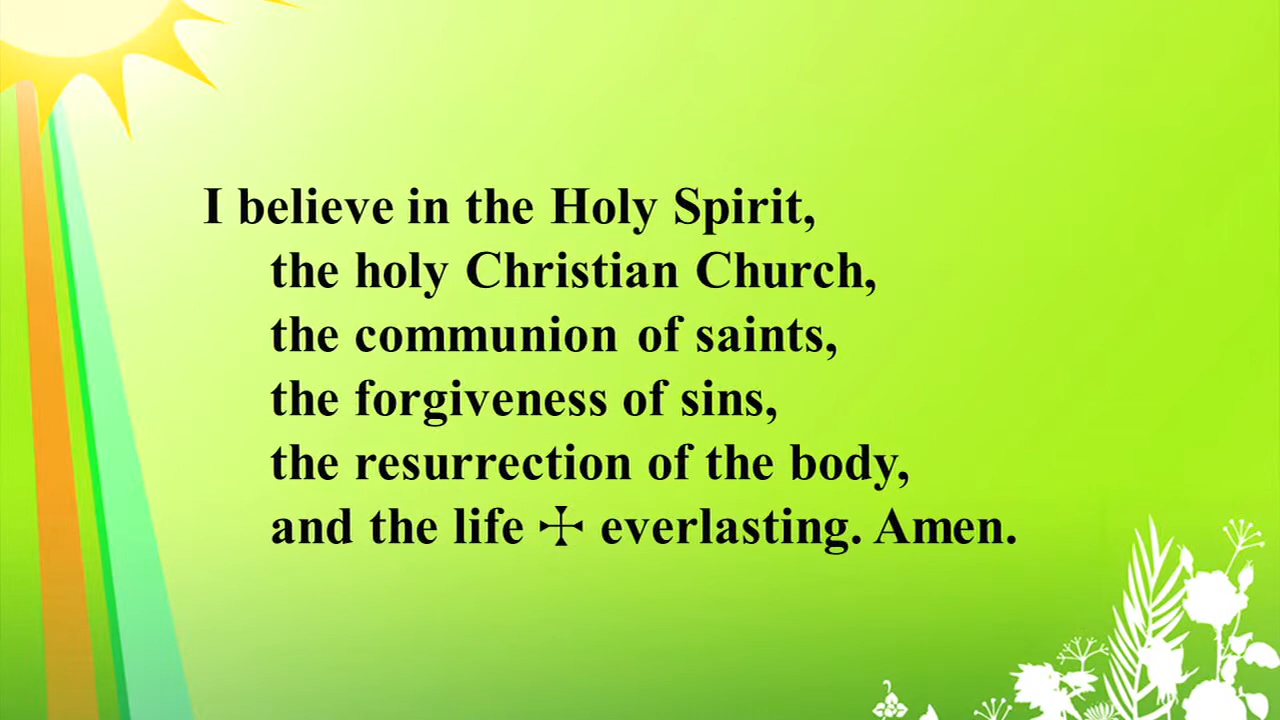 I believe in the Holy Spirit,
the holy Christian Church,
the communion of saints,
the forgiveness of sins,
the resurrection of the body,
and the life ☩ everlasting. Amen.